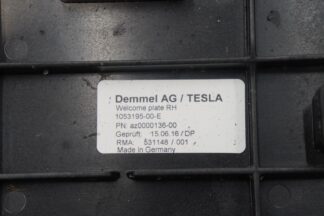 Demmel AG / TESLA
Welcome plate RH
1053195-00-E
PN: az0000136-00
Geprüft: 15.06.16 / DP
RMA: 531148 / 001
Made in Germany